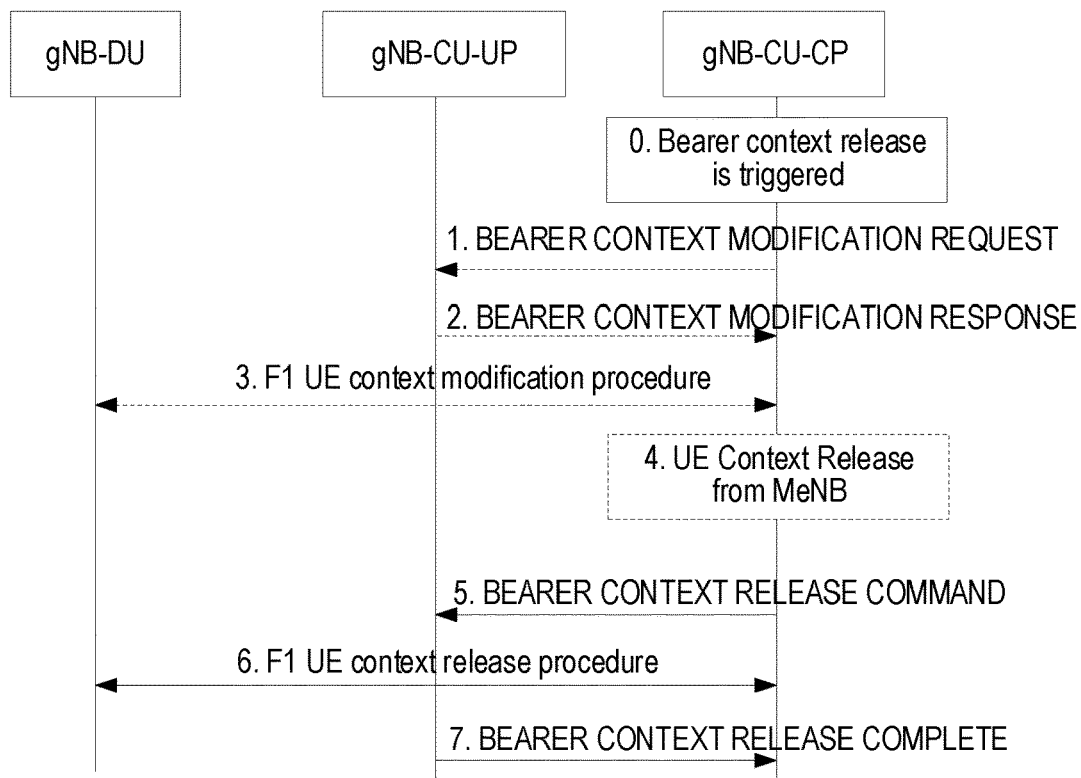 gNB-DU
gNB-CU-UP
gNB-CU-CP
0. Bearer context release
is triggered
1. BEARER CONTEXT MODIFICATION REQUEST
2. BEARER CONTEXT MODIFICATION RESPONSE
3. F1 UE context modification procedure
4. UE Context Release
from MeNB
5. BEARER CONTEXT RELEASE COMMAND
6. F1 UE context release procedure
7. BEARER CONTEXT RELEASE COMPLETE